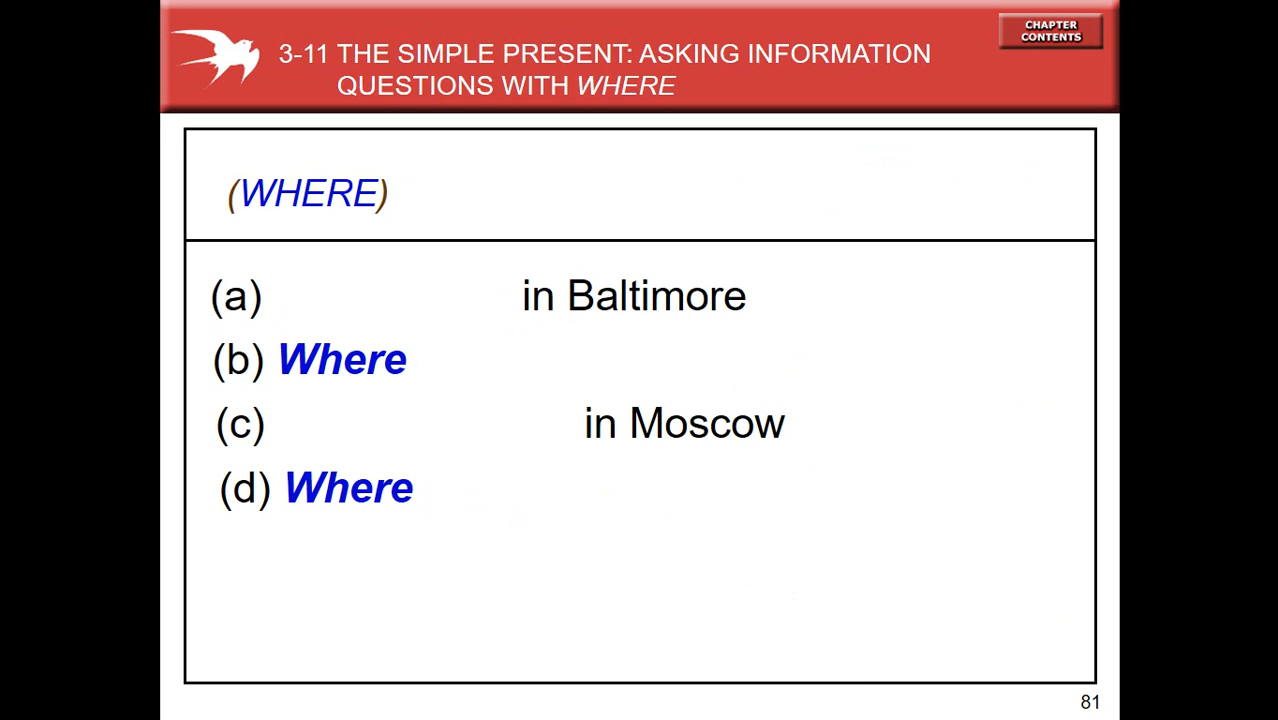 CHAPTER
CONTENTS
3-11 THE SIMPLE PRESENT: ASKING INFORMATION
QUESTIONS WITH WHERE
(WHERE)
(a) in Baltimore
(b) Where
(c) in Moscow
(d) Where
81